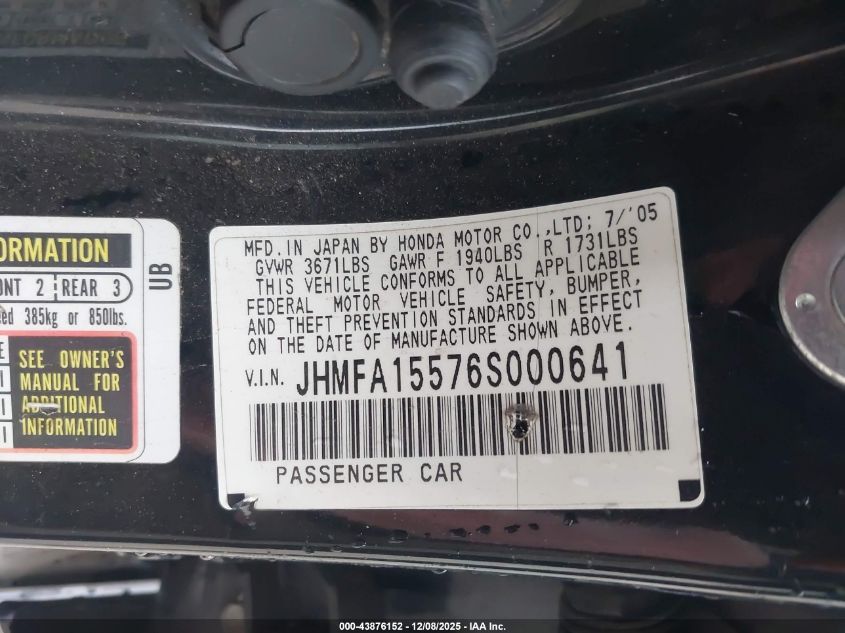 ORMATION
ONT 2 REAR 3
ed 385kg or 850lbs.
SEE OWNER'S
MANUAL FOR
ADDITIONAL
INFORMATION
UB
MFD. IN JAPAN BY HONDA MOTOR CO.,LTD; 7/'05
GVWR 3671LBS GAWR F 1940LBS R 1731LBS
THIS VEHICLE CONFORMS TO ALL APPLICABLE
FEDERAL MOTOR VEHICLE SAFETY, BUMPER,
AND THEFT PREVENTION STANDARDS IN EFFECT
ON THE DATE OF MANUFACTURE SHOWN ABOVE.
V.I.N. JHMFA15576S000641
PASSENGER CAR
000-43876152 - 12/08/2025 - IAA Inc.